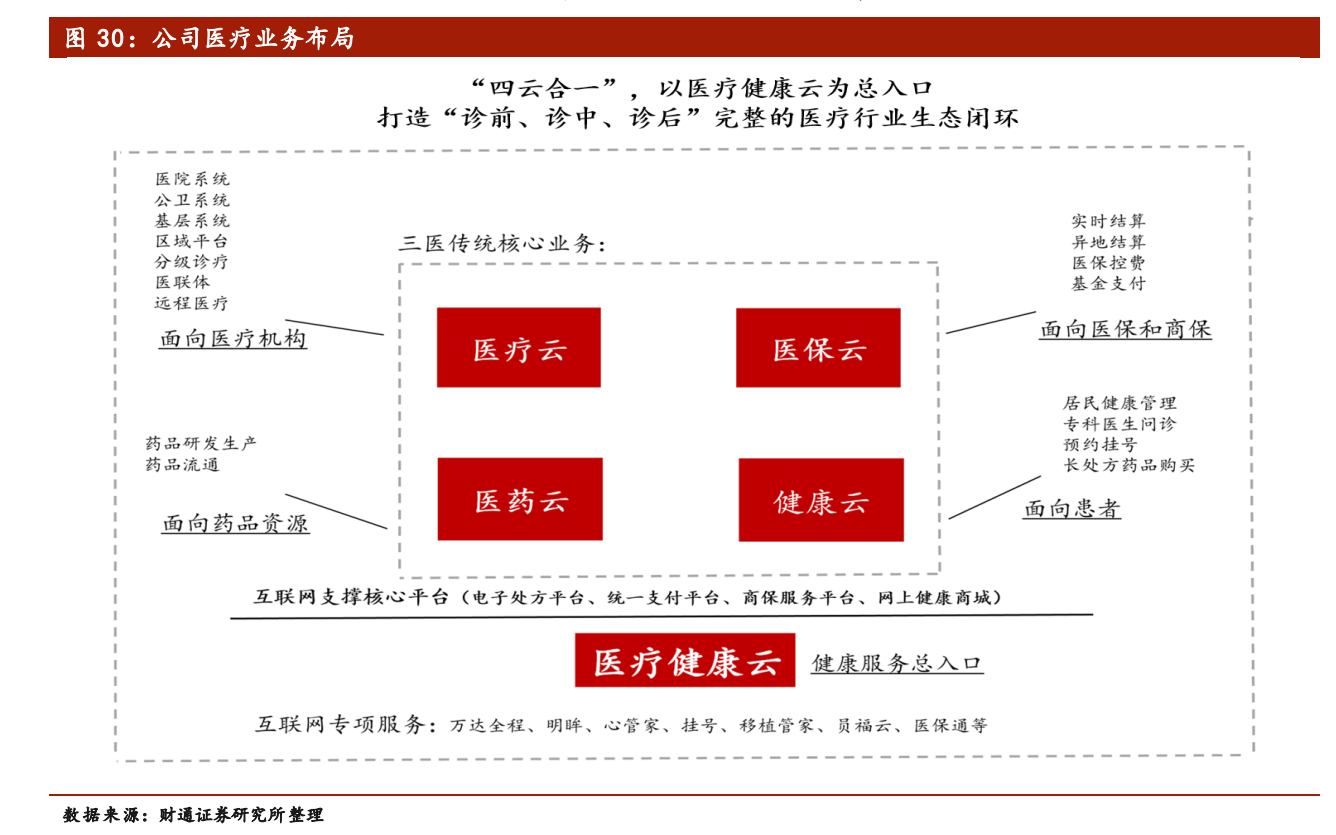 图 30：公司医疗业务布局
“四云合一”，以医疗健康云为总入口
打造“诊前、诊中、诊后”完整的医疗行业生态闭环
医院系统
公卫系统
基层系统
区域平台
分级诊疗
医联体
远程医疗
面向医疗机构
三医传统核心业务：
实时结算
异地结算
医保控费
基金支付
面向医保和商保
医疗云
医保云
药品研发生产
药品流通
面向药品资源
居民健康管理
专科医生问诊
预约挂号
长处方药品购买
面向患者
医药云
健康云
互联网支撑核心平台（电子处方平台、统一支付平台、商保服务平台、网上健康商城）
医疗健康云 健康服务总入口
互联网专项服务：万达全程、明眸、心管家、挂号、移植管家、员福云、医保通等
数据来源：财通证券研究所整理